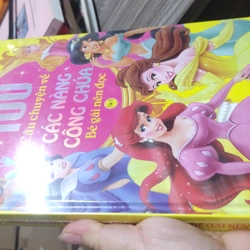 100
Câu chuyện về
CÁC NÀNG
CÔNG CHÚA
Bé gái nên đọc